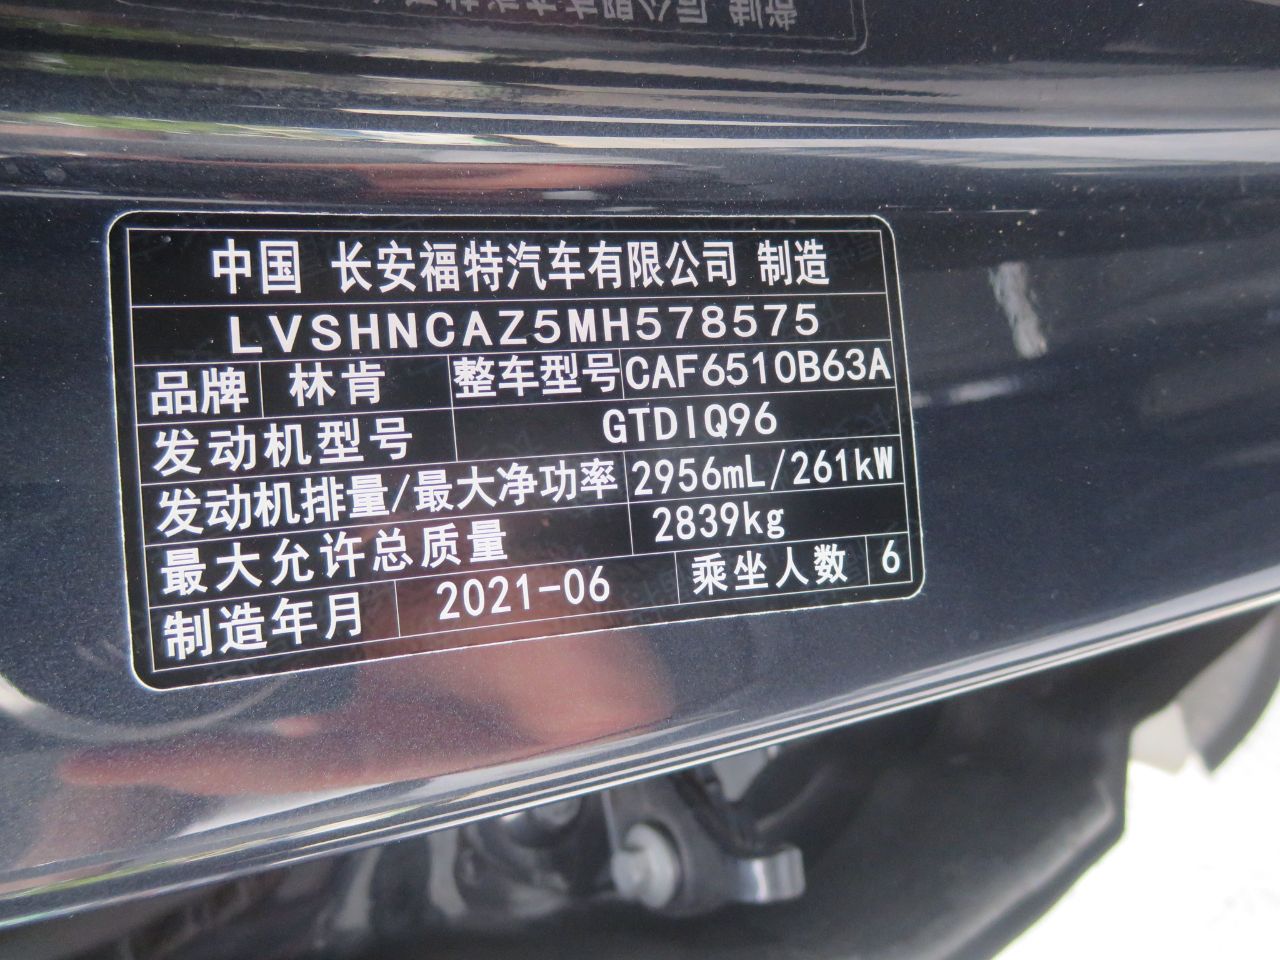 中国 长安福特汽车有限公司 制造
LVSHNCAZ5MH578575
品牌 林肯 整车型号 CAF6510B63A
发动机型号 GTDIQ96
发动机排量/最大净功率 2956mL/261kW
最大允许总质量 2839kg
制造年月 2021-06 乘坐人数 6